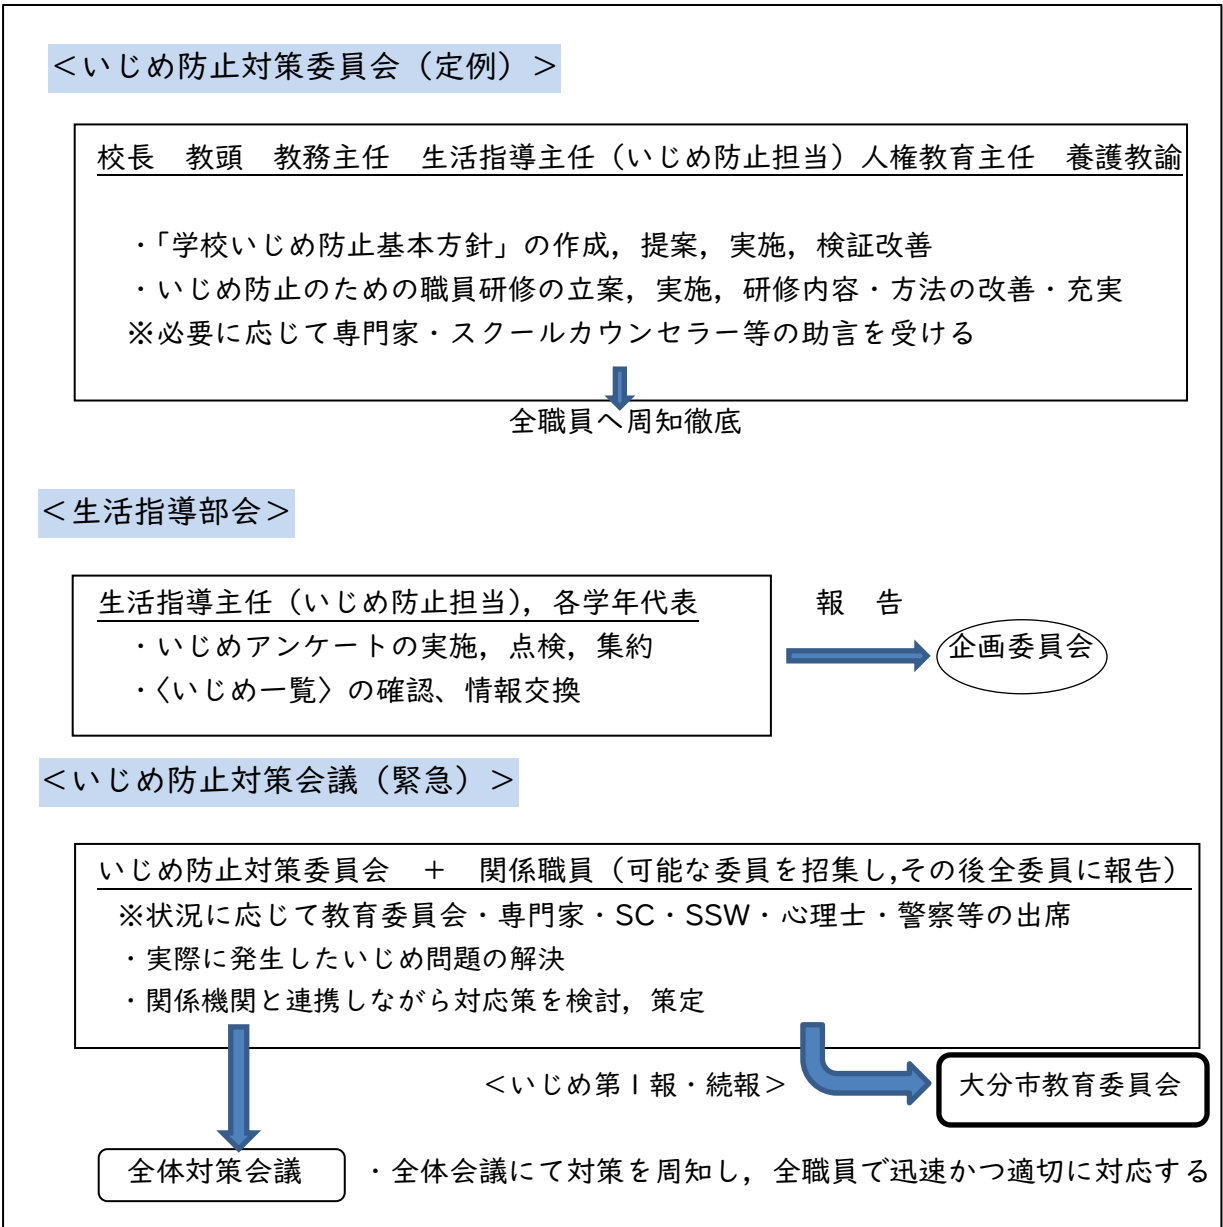 ＜いじめ防止対策委員会（定例）＞
校長　教頭　教務主任　生活指導主任（いじめ防止担当）人権教育主任　養護教諭
・「学校いじめ防止基本方針」の作成，提案，実施，検証改善
・いじめ防止のための職員研修の立案，実施，研修内容・方法の改善・充実
※必要に応じて専門家・スクールカウンセラー等の助言を受ける
全職員へ周知徹底
＜生活指導部会＞
生活指導主任（いじめ防止担当），各学年代表
・いじめアンケートの実施，点検，集約
・〈いじめ一覧〉の確認、情報交換
報　告
企画委員会
＜いじめ防止対策会議（緊急）＞
いじめ防止対策委員会　＋　関係職員（可能な委員を招集し,その後全委員に報告）
※状況に応じて教育委員会・専門家・SC・SSW・心理士・警察等の出席
・実際に発生したいじめ問題の解決
・関係機関と連携しながら対応策を検討，策定
＜いじめ第１報・続報＞
大分市教育委員会
全体対策会議
・全体会議にて対策を周知し，全職員で迅速かつ適切に対応する